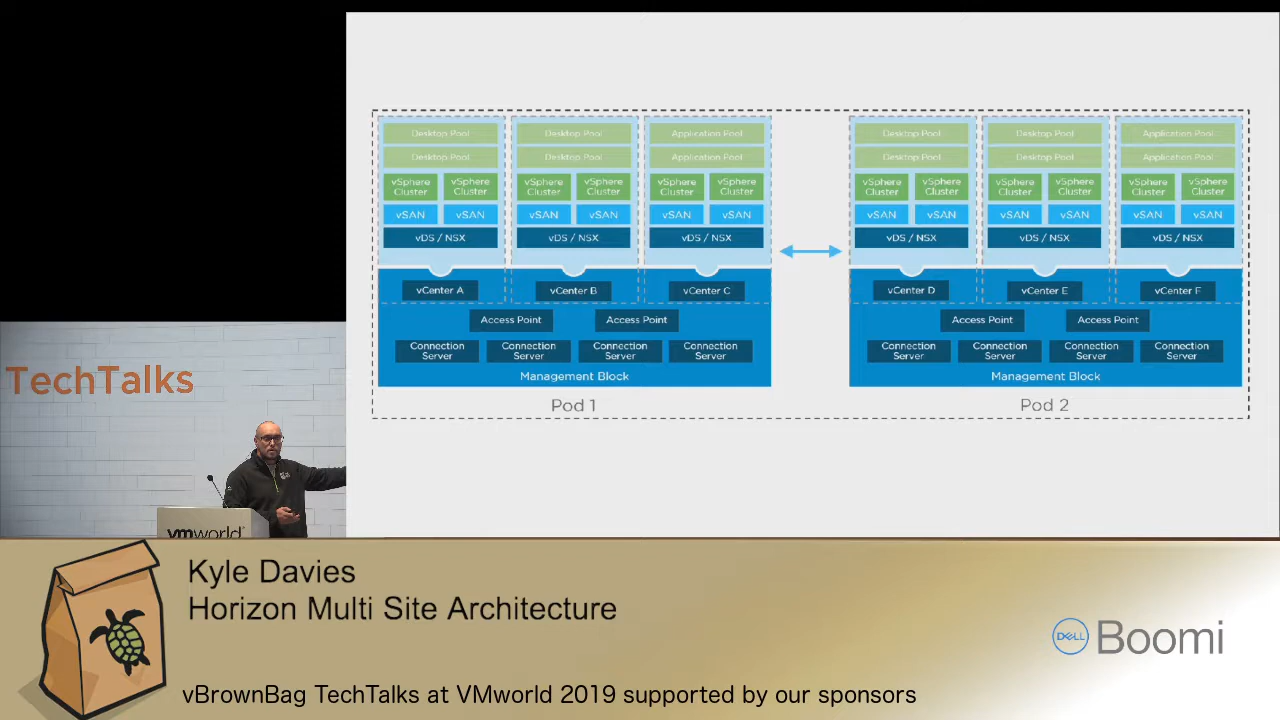 Desktop Pool Desktop Pool Application Pool Desktop Pool Desktop Pool Application Pool
Desktop Pool Desktop Pool Application Pool Desktop Pool Desktop Pool Application Pool
vSphere Cluster vSphere Cluster vSphere Cluster vSphere Cluster vSphere Cluster vSphere Cluster vSphere Cluster vSphere Cluster vSphere Cluster vSphere Cluster vSphere Cluster vSphere Cluster
vSAN vSAN vSAN vSAN vSAN vSAN vSAN vSAN vSAN vSAN vSAN vSAN
vDS / NSX vDS / NSX vDS / NSX vDS / NSX vDS / NSX vDS / NSX
vCenter A vCenter B vCenter C vCenter D vCenter E vCenter F
Access Point Access Point Access Point Access Point
Connection Server Connection Server Connection Server Connection Server Connection Server Connection Server Connection Server Connection Server
Management Block Management Block
Pod 1 Pod 2
TechTalks
vmworld
Kyle Davies
Horizon Multi Site Architecture
DELL Boomi
vBrownBag TechTalks at VMworld 2019 supported by our sponsors